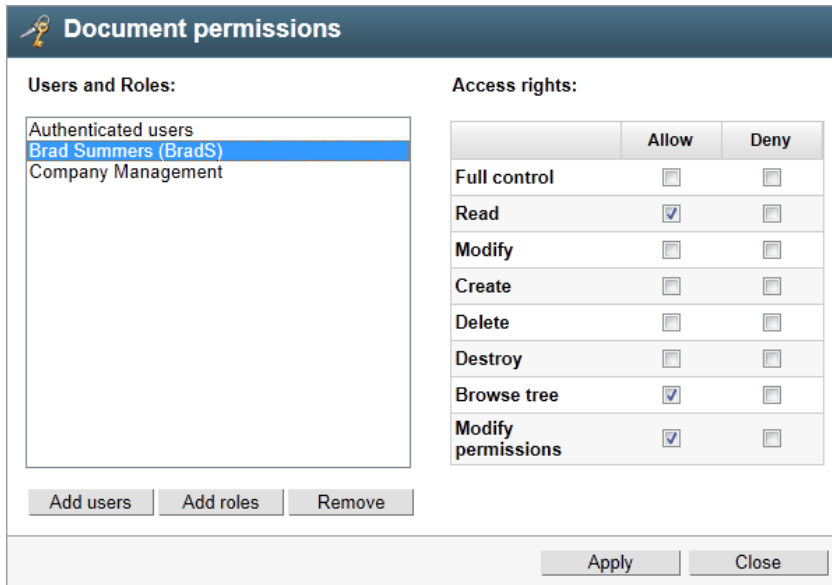 Document permissions
Users and Roles:
Access rights:
Authenticated users
Brad Summers (BradS)
Company Management
Allow Deny
Full control
Read
Modify
Create
Delete
Destroy
Browse tree
Modify
permissions
Add users Add roles Remove
Apply Close